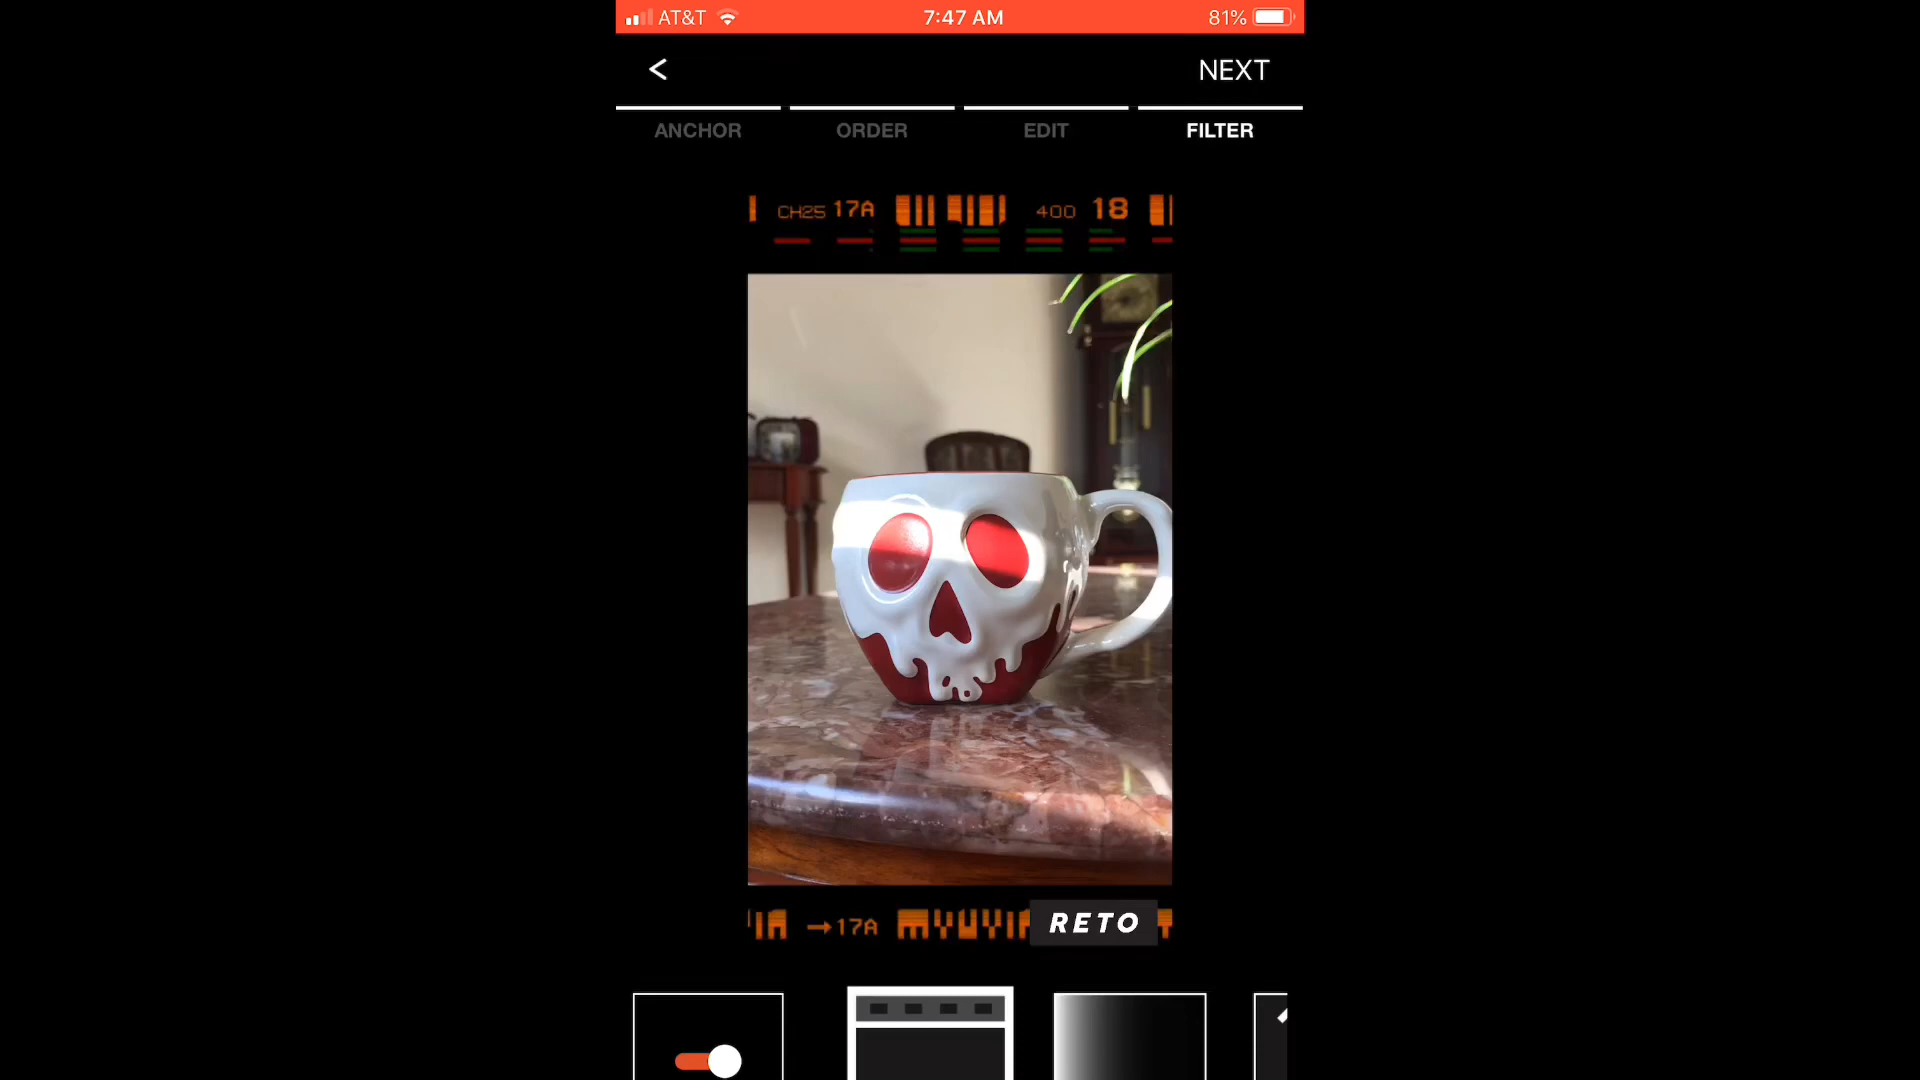 AT&T 7:47 AM 81%
< NEXT
ANCHOR ORDER EDIT FILTER
CH25 17A 400 18
→17A
RETO